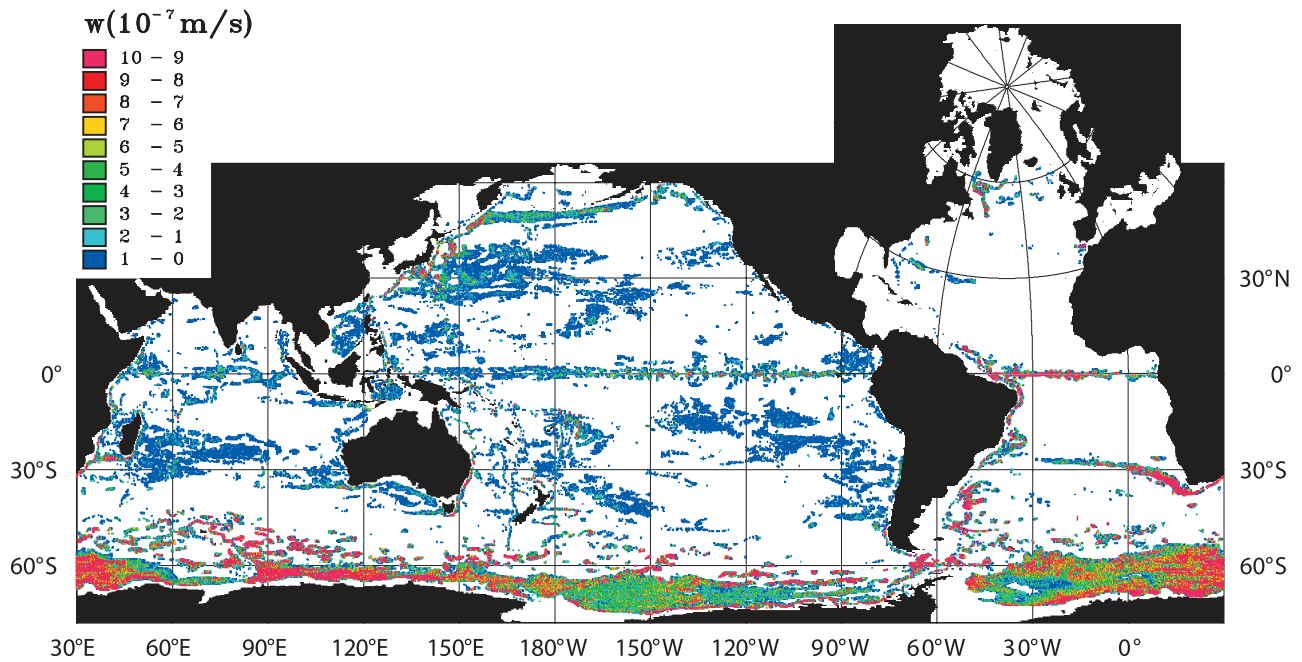 w(10⁻⁷m/s)
10 – 9
9 – 8
8 – 7
7 – 6
6 – 5
5 – 4
4 – 3
3 – 2
2 – 1
1 – 0
30°N
0° 0°
30°S 30°S
60°S 60°S
30°E 60°E 90°E 120°E 150°E 180°W 150°W 120°W 90°W 60°W 30°W 0°